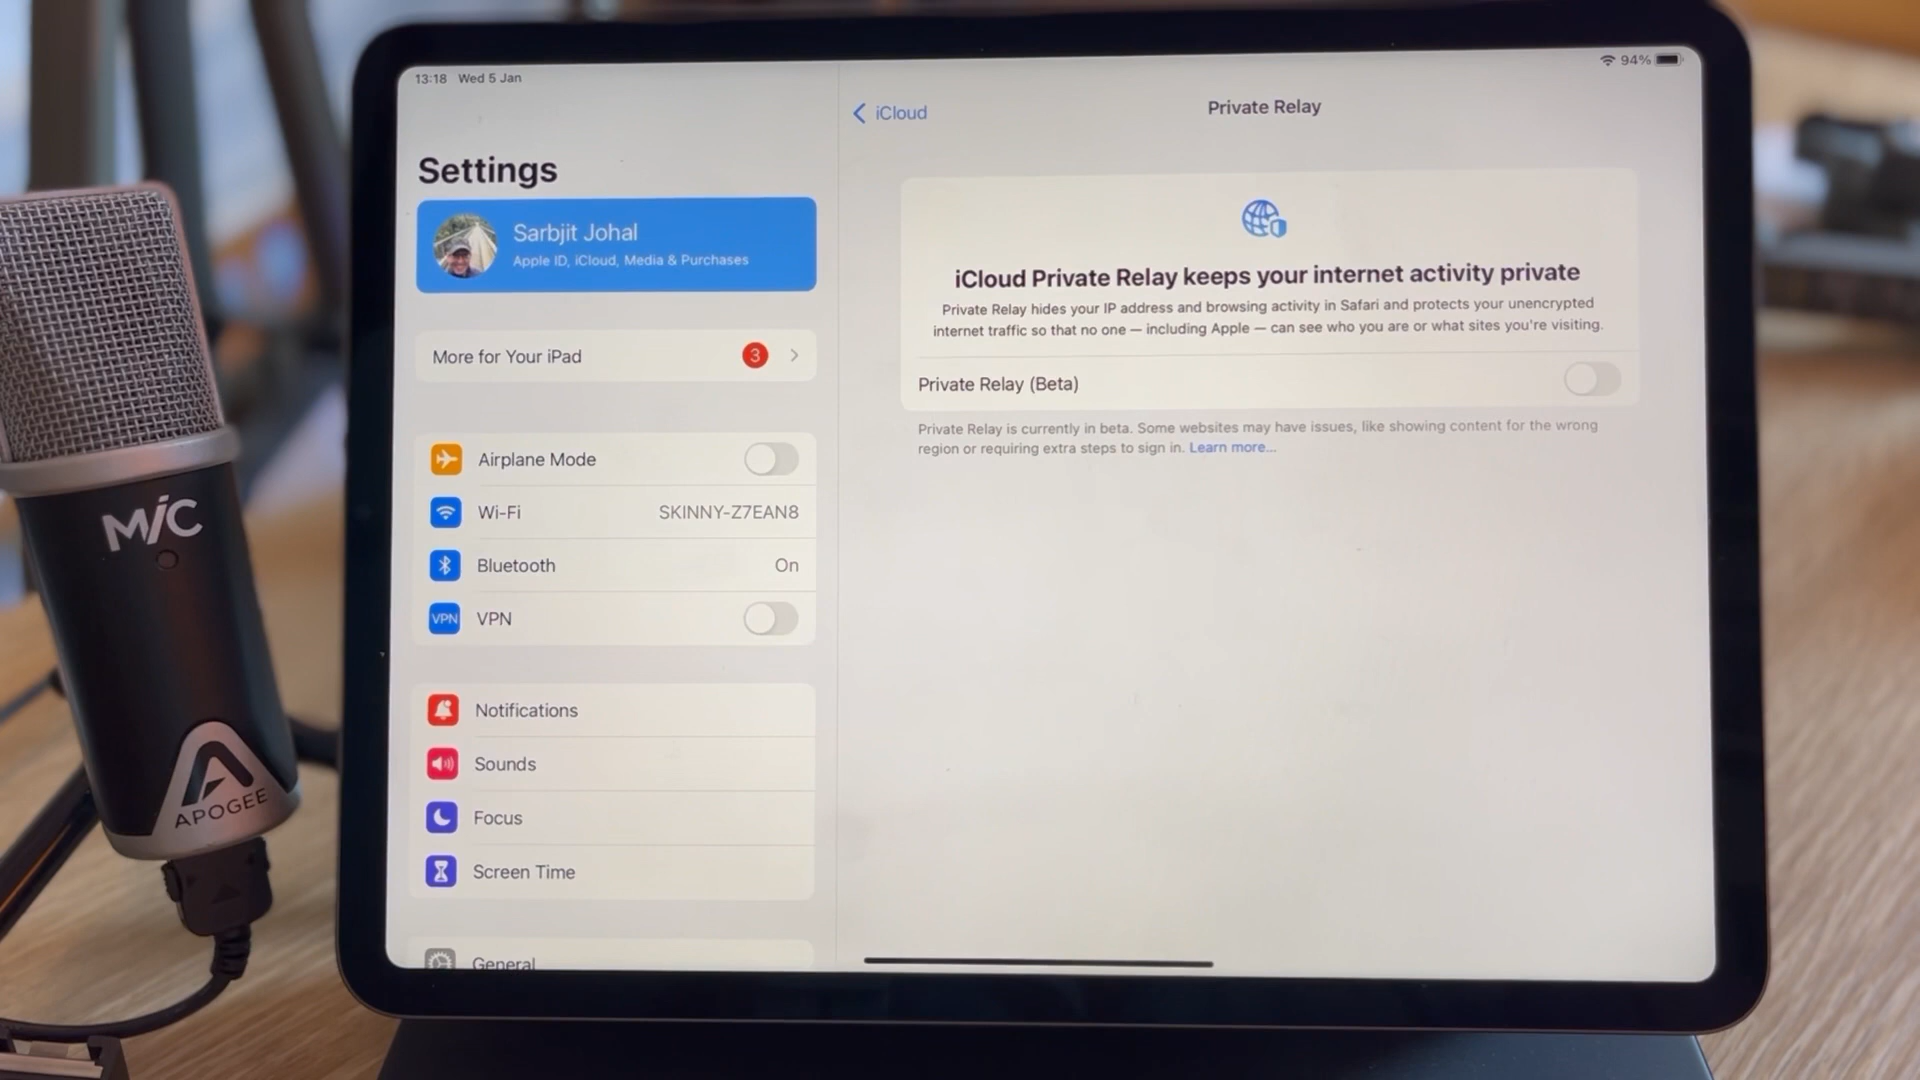 13:18 Wed 5 Jan
94%
Settings
Sarbjit Johal
Apple ID, iCloud, Media & Purchases
More for Your iPad
3
Airplane Mode
Wi-Fi
SKINNY-Z7EAN8
Bluetooth
On
VPN
VPN
Notifications
Sounds
Focus
Screen Time
General
iCloud
Private Relay
iCloud Private Relay keeps your internet activity private
Private Relay hides your IP address and browsing activity in Safari and protects your unencrypted
internet traffic so that no one — including Apple — can see who you are or what sites you're visiting.
Private Relay (Beta)
Private Relay is currently in beta. Some websites may have issues, like showing content for the wrong
region or requiring extra steps to sign in. Learn more...
MiC
APOGEE